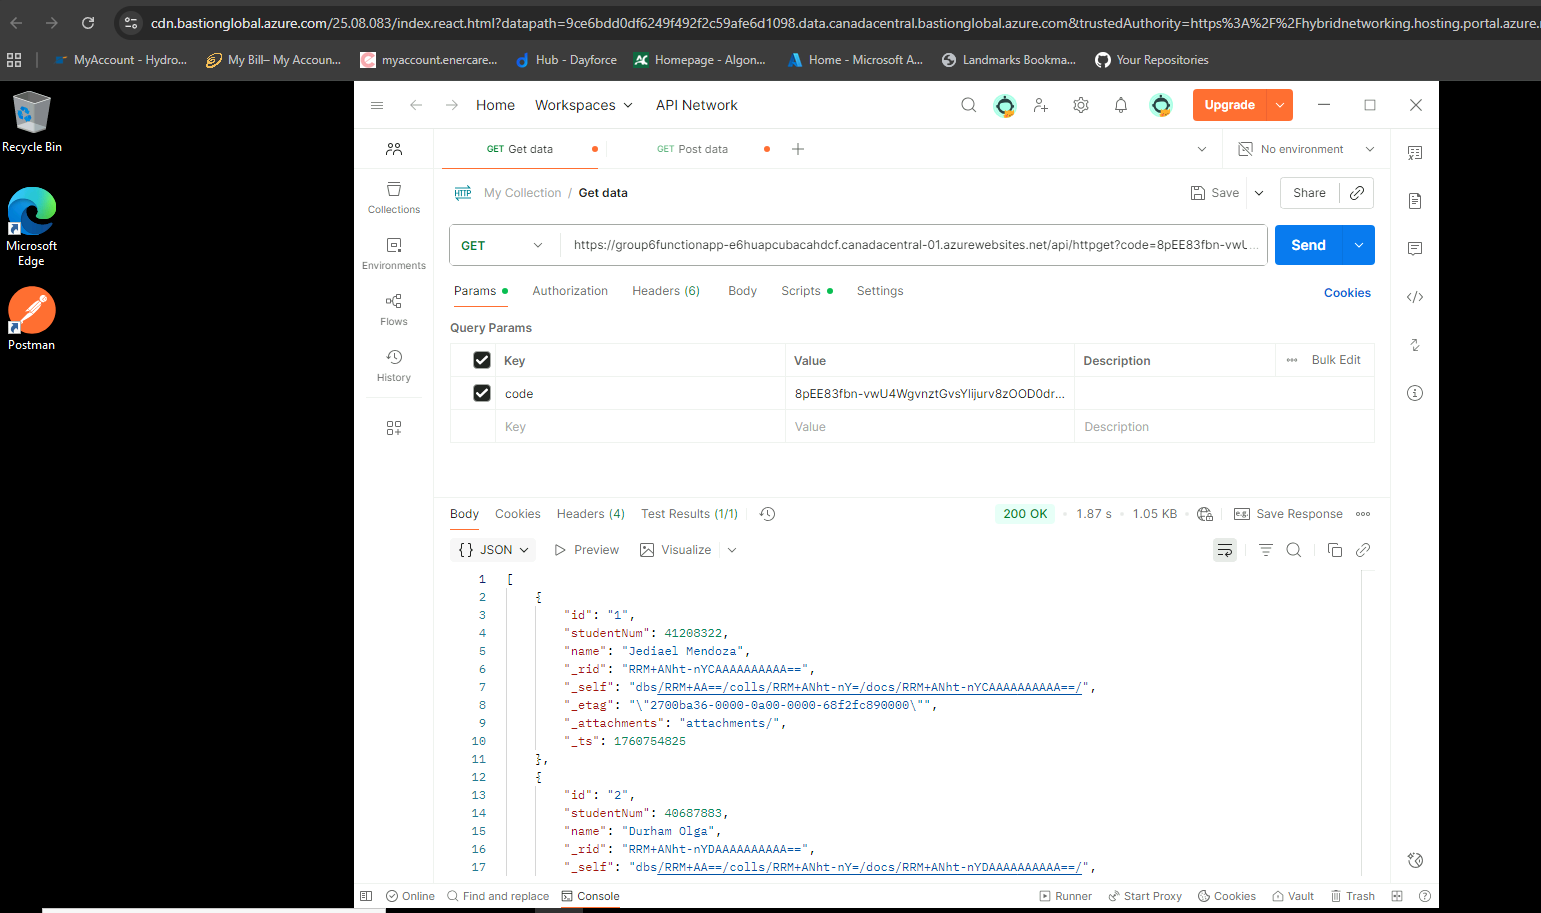 cdn.bastionglobal.azure.com/25.08.083/index.react.html?datapath=9ce6bdd0df6249f492f2c59afe6d1098.data.canadacentral.bastionglobal.azure.com&trustedAuthority=https%3A%2F%2Fhybridnetworking.hosting.portal.azure.
MyAccount - Hydro...
My Bill– My Accoun...
myaccount.enercare...
Hub - Dayforce
Homepage - Algon...
Home - Microsoft A...
Landmarks Bookma...
Your Repositories
Recycle Bin
Microsoft
Edge
Postman
Home
Workspaces
API Network
Upgrade
GET Get data
GET Post data
No environment
Collections
Environments
Flows
History
HTTP
My Collection / Get data
Save
Share
GET
https://group6functionapp-e6huapcubacahdcf.canadacentral-01.azurewebsites.net/api/httpget?code=8pEE83fbn-vwU...
Send
Params
Authorization
Headers (6)
Body
Scripts
Settings
Cookies
Query Params
Key
Value
Description
Bulk Edit
code
8pEE83fbn-vwU4WgvnztGvsYlijurv8zOOD0dr...
Key
Value
Description
Body
Cookies
Headers (4)
Test Results (1/1)
200 OK
1.87 s
1.05 KB
e.g.
Save Response
{} JSON
Preview
Visualize
1 [
2 {
3 "id": "1",
4 "studentNum": 41208322,
5 "name": "Jediael Mendoza",
6 "_rid": "RRM+ANht-nYCAAAAAAAAAA==",
7 "_self": "dbs/RRM+AA==/colls/RRM+ANht-nY=/docs/RRM+ANht-nYCAAAAAAAAAA==/",
8 "_etag": "\"2700ba36-0000-0a00-0000-68f2fc890000\"",
9 "_attachments": "attachments/",
10 "_ts": 1760754825
11 },
12 {
13 "id": "2",
14 "studentNum": 40687883,
15 "name": "Durham Olga",
16 "_rid": "RRM+ANht-nYDAAAAAAAAAA==",
17 "_self": "dbs/RRM+AA==/colls/RRM+ANht-nY=/docs/RRM+ANht-nYDAAAAAAAAAA==/",
Online
Find and replace
Console
Runner
Start Proxy
Cookies
Vault
Trash